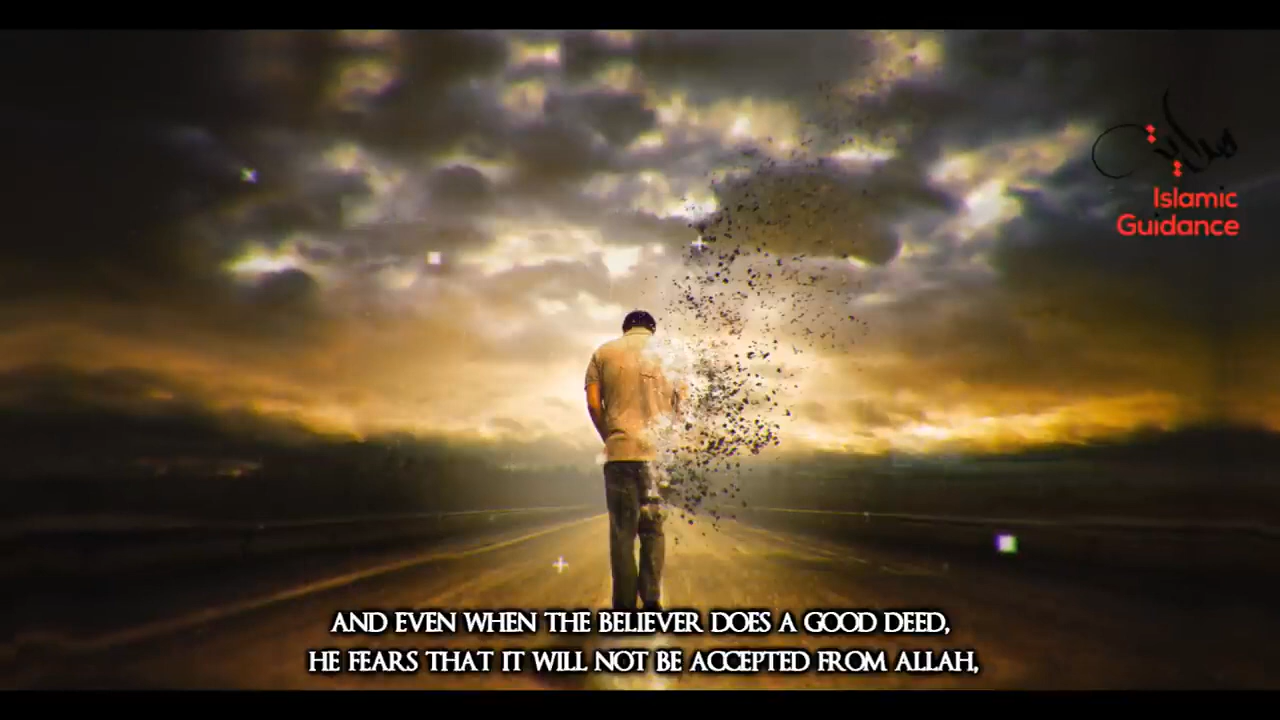 هداية
Islamic
Guidance
AND EVEN WHEN THE BELIEVER DOES A GOOD DEED,
HE FEARS THAT IT WILL NOT BE ACCEPTED FROM ALLAH,